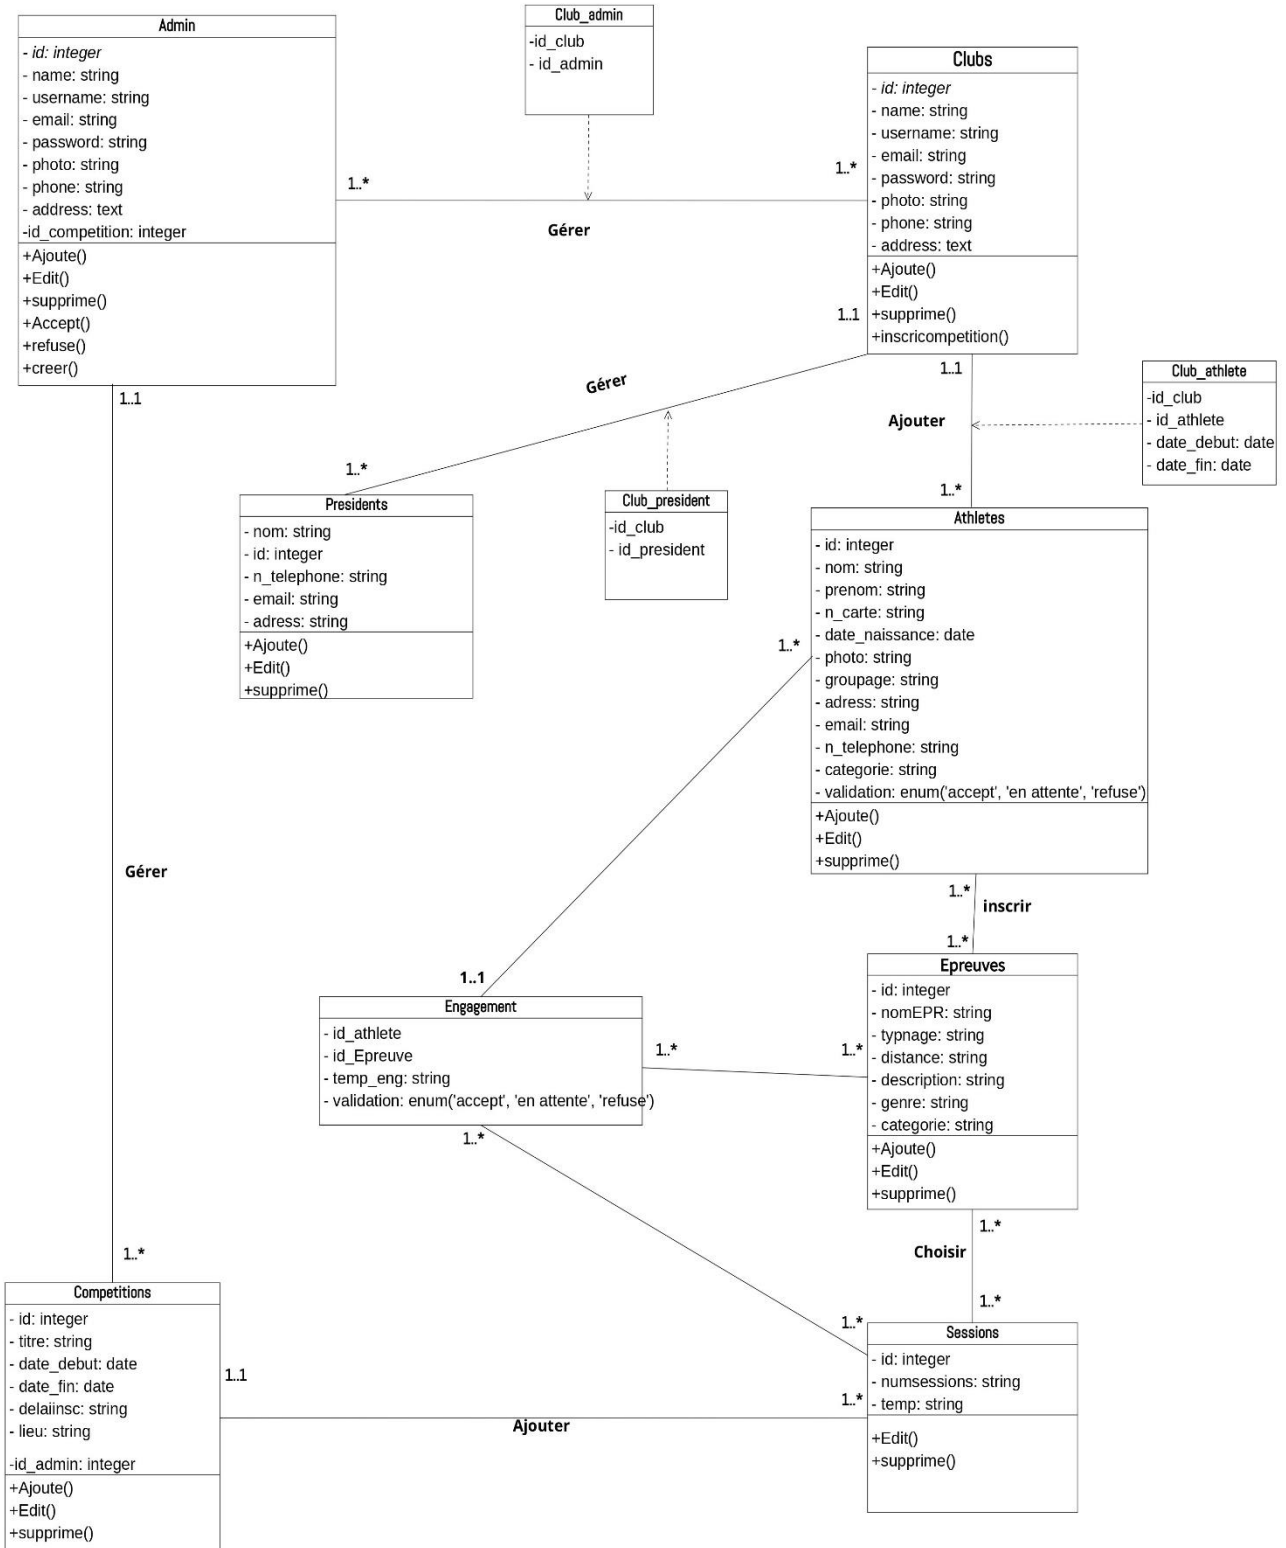 Admin
- id: integer
- name: string
- username: string
- email: string
- password: string
- photo: string
- phone: string
- address: text
-id_competition: integer
+Ajoute()
+Edit()
+supprime()
+Accept()
+refuse()
+creer()
Club_admin
-id_club
- id_admin
Clubs
- id: integer
- name: string
- username: string
- email: string
- password: string
- photo: string
- phone: string
- address: text
+Ajoute()
+Edit()
+supprime()
+inscricompetition()
1..*
1..*
Gérer
1..1
Gérer
1..*
1..1
Ajouter
1..*
1..1
Club_athlete
-id_club
- id_athlete
- date_debut: date
- date_fin: date
Presidents
- nom: string
- id: integer
- n_telephone: string
- email: string
- adress: string
+Ajoute()
+Edit()
+supprime()
Club_president
-id_club
- id_president
Athletes
- id: integer
- nom: string
- prenom: string
- n_carte: string
- date_naissance: date
- photo: string
- groupage: string
- adress: string
- email: string
- n_telephone: string
- categorie: string
- validation: enum('accept', 'en attente', 'refuse')
+Ajoute()
+Edit()
+supprime()
1..*
Gérer
1..*
inscrir
1..*
1..1
Engagement
- id_athlete
- id_Epreuve
- temp_eng: string
- validation: enum('accept', 'en attente', 'refuse')
1..*
1..*
Epreuves
- id: integer
- nomEPR: string
- typnage: string
- distance: string
- description: string
- genre: string
- categorie: string
+Ajoute()
+Edit()
+supprime()
1..*
1..*
Choisir
1..*
1..*
Competitions
- id: integer
- titre: string
- date_debut: date
- date_fin: date
- delaiinsc: string
- lieu: string
-id_admin: integer
+Ajoute()
+Edit()
+supprime()
1..1
Ajouter
1..*
1..*
Sessions
- id: integer
- numsessions: string
- temp: string
+Edit()
+supprime()